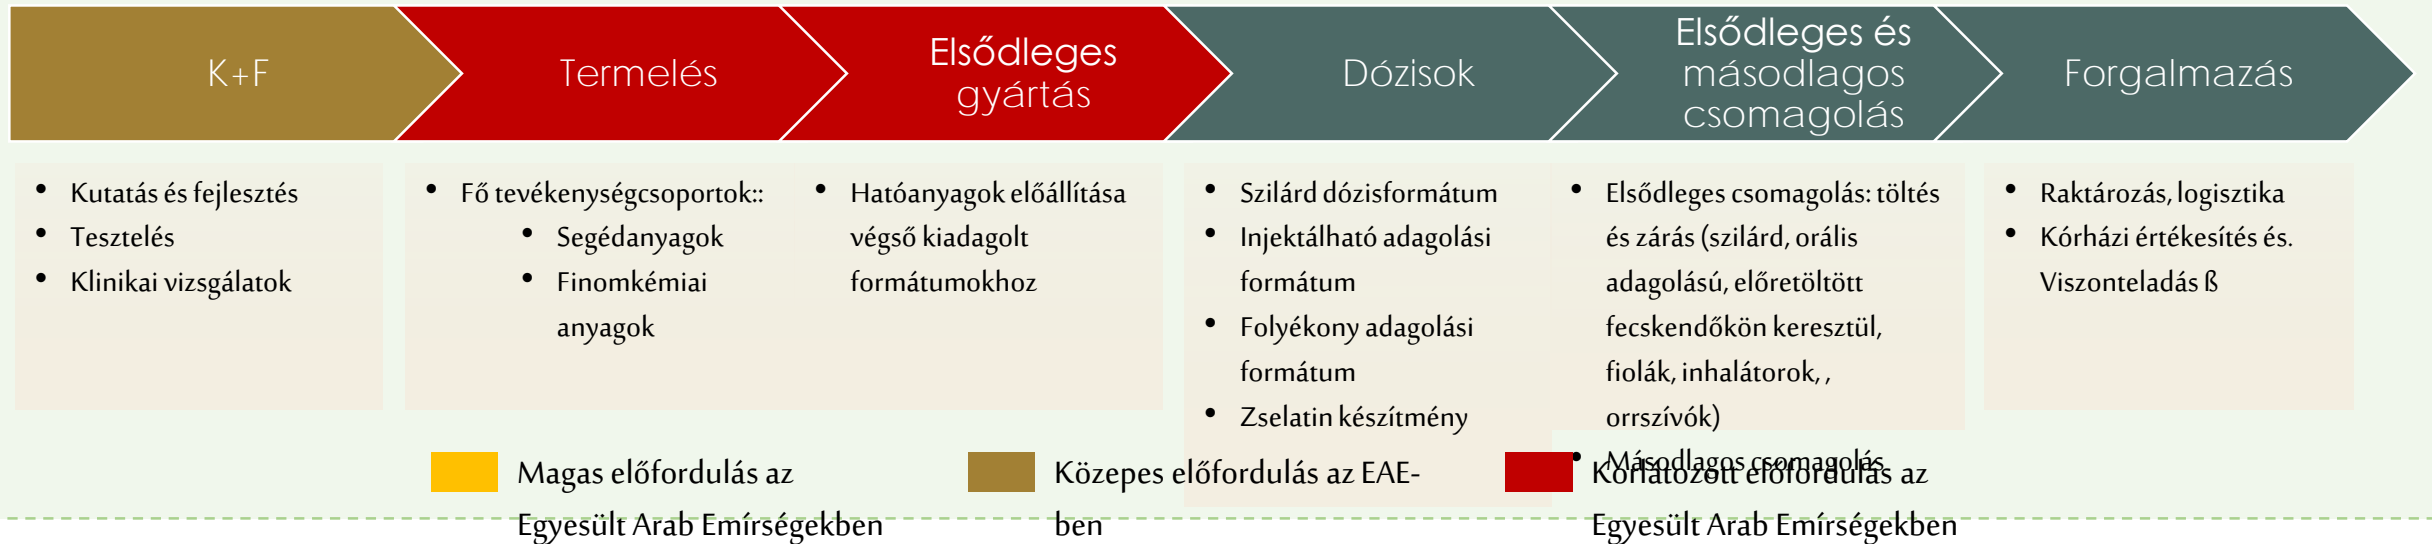 K+F
Termelés
Elsődleges
gyártás
Dózisok
Elsődleges és
másodlagos
csomagolás
Forgalmazás
• Kutatás és fejlesztés
• Tesztelés
• Klinikai vizsgálatok
• Fő tevékenységcsoportok::
• Segédanyagok
• Finomkémiai
anyagok
• Hatóanyagok előállítása
végső kiadagolt
formátumokhoz
• Szilárd dózisformátum
• Injektálható adagolási
formátum
• Folyékony adagolási
formátum
• Zselatin készítmény
• Elsődleges csomagolás: töltés
és zárás (szilárd, orális
adagolású, előretöltött
fecskendőkön keresztül,
fiolák, inhalátorok, ,
orrszívók)
• Másodlagos csomagolás
• Raktározás, logisztika
• Kórházi értékesítés és.
Viszonteladás ß
Magas előfordulás az
Egyesült Arab Emírségekben
Közepes előfordulás az EAE-
ben
Korlátozott előfordulás az
Egyesült Arab Emírségekben